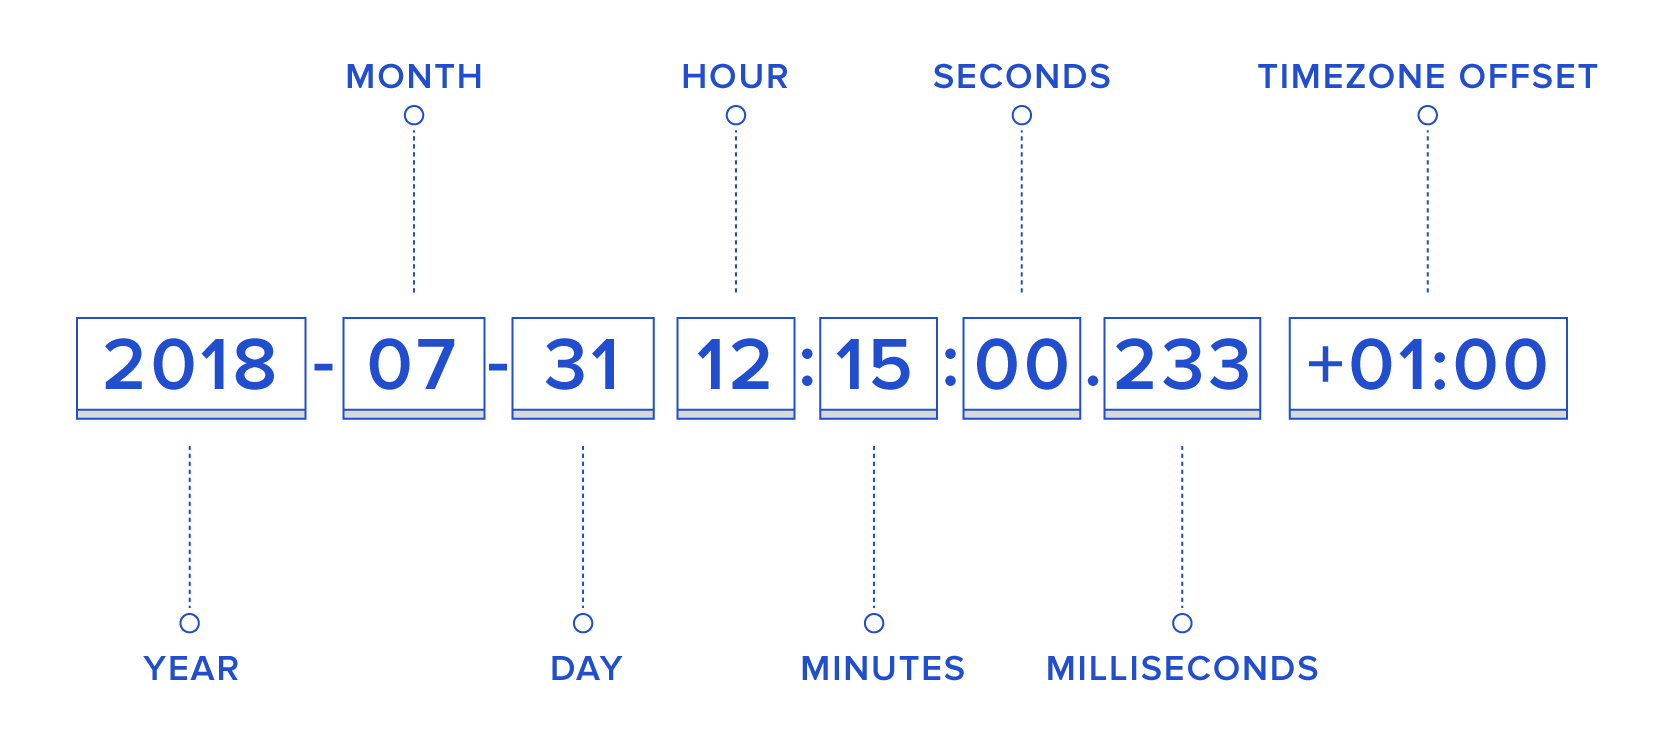 MONTH HOUR SECONDS TIMEZONE OFFSET
2018-07-31 12:15:00.233 +01:00
YEAR DAY MINUTES MILLISECONDS